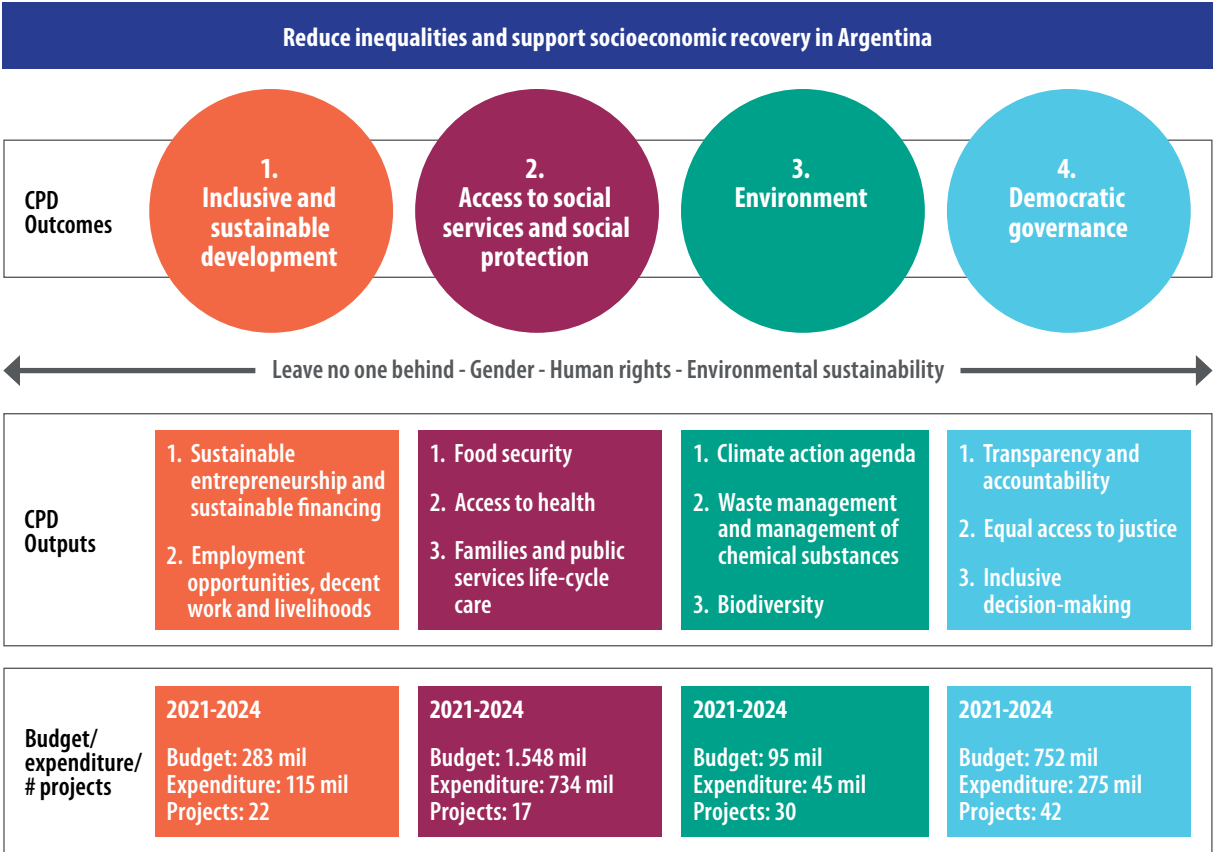 Reduce inequalities and support socioeconomic recovery in Argentina
CPD
Outcomes
1.
Inclusive and
sustainable
development
2.
Access to social
services and social
protection
3.
Environment
4.
Democratic
governance
Leave no one behind - Gender - Human rights - Environmental sustainability
CPD
Outputs
1. Sustainable
entrepreneurship and
sustainable financing
2. Employment
opportunities, decent
work and livelihoods
1. Food security
2. Access to health
3. Families and public
services life-cycle
care
1. Climate action agenda
2. Waste management
and management of
chemical substances
3. Biodiversity
1. Transparency and
accountability
2. Equal access to justice
3. Inclusive
decision-making
Budget/
expenditure/
# projects
2021-2024
Budget: 283 mil
Expenditure: 115 mil
Projects: 22
2021-2024
Budget: 1.548 mil
Expenditure: 734 mil
Projects: 17
2021-2024
Budget: 95 mil
Expenditure: 45 mil
Projects: 30
2021-2024
Budget: 752 mil
Expenditure: 275 mil
Projects: 42